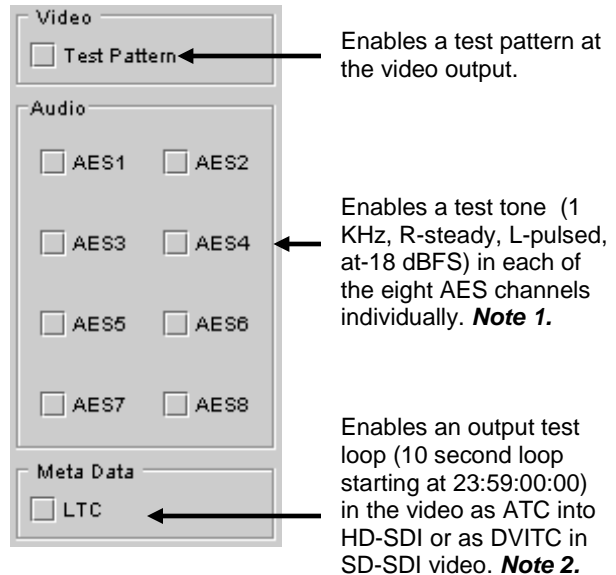 Video
Test Pattern
Enables a test pattern at
the video output.
Audio
AES1 AES2
AES3 AES4
AES5 AES6
AES7 AES8
Enables a test tone (1
KHz, R-steady, L-pulsed,
at-18 dBFS) in each of
the eight AES channels
individually. Note 1.
Meta Data
LTC
Enables an output test
loop (10 second loop
starting at 23:59:00:00)
in the video as ATC into
HD-SDI or as DVITC in
SD-SDI video. Note 2.